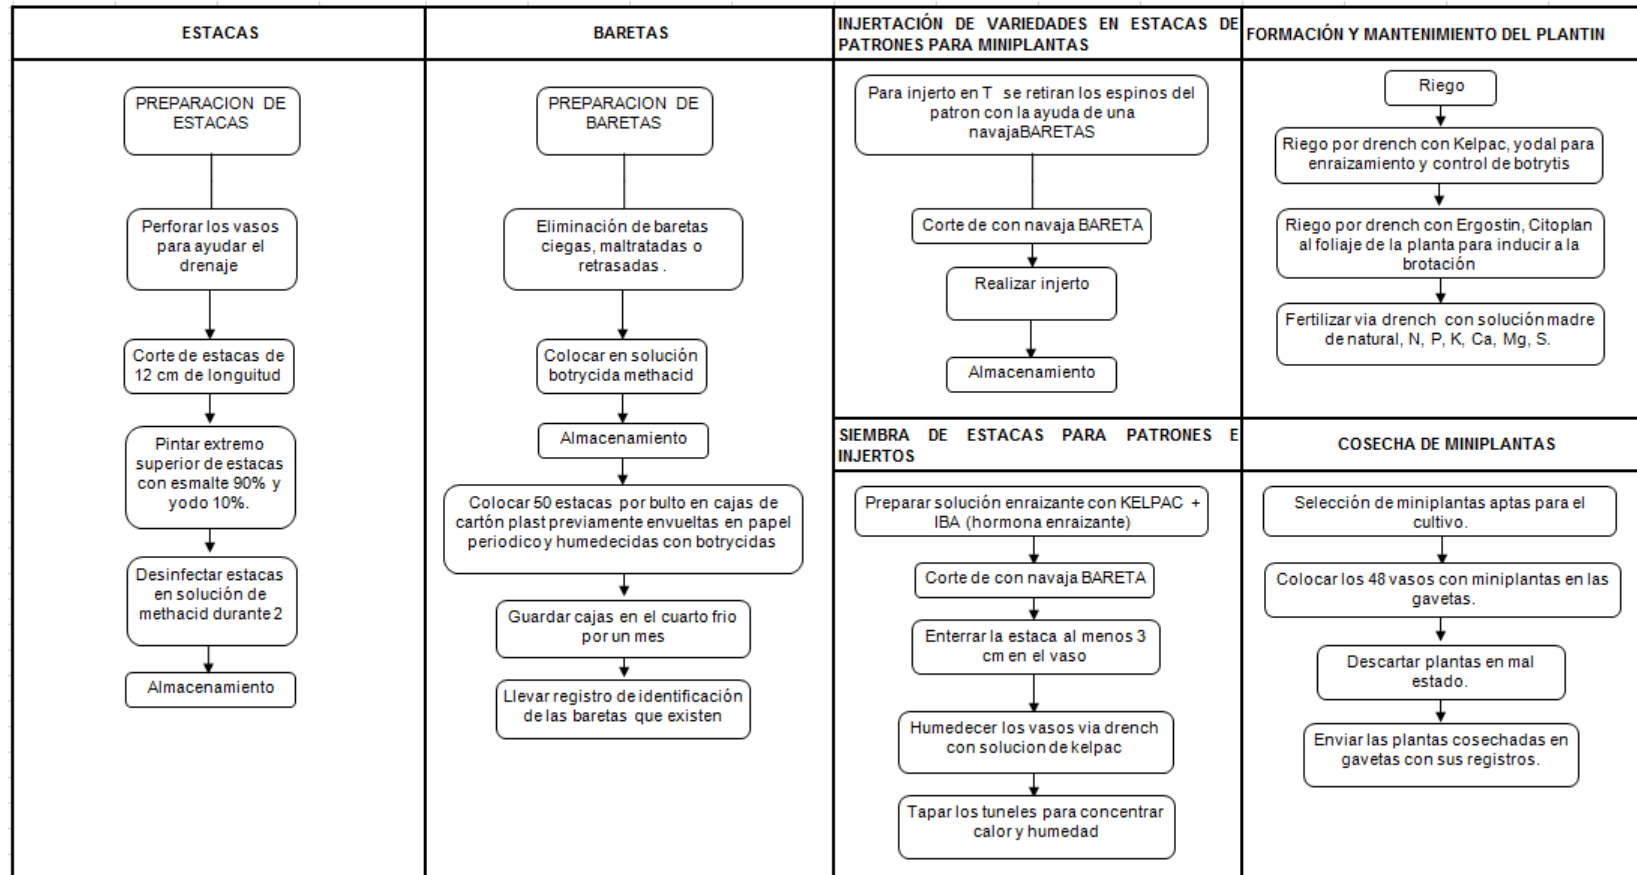 ESTACAS
PREPARACION DE
ESTACAS
Perforar los vasos
para ayudar el
drenaje
Corte de estacas de
12 cm de longuitud
Pintar extremo
superior de estacas
con esmalte 90% y
yodo 10%.
Desinfectar estacas
en solución de
methacid durante 2
Almacenamiento
BARETAS
PREPARACION DE
BARETAS
Eliminación de baretas
ciegas, maltratadas o
retrasadas .
Colocar en solución
botrycida methacid
Almacenamiento
Colocar 50 estacas por bulto en cajas de
cartón plast previamente envueltas en papel
periodico y humedecidas con botrycidas
Guardar cajas en el cuarto frio
por un mes
Llevar registro de identificación
de las baretas que existen
INJERTACIÓN DE VARIEDADES EN ESTACAS DE
PATRONES PARA MINIPLANTAS
Para injerto en T se retiran los espinos del
patron con la ayuda de una
navajaBARETAS
Corte de con navaja BARETA
Realizar injerto
Almacenamiento
SIEMBRA DE ESTACAS PARA PATRONES E
INJERTOS
Preparar solución enraizante con KELPAC +
IBA (hormona enraizante)
Corte de con navaja BARETA
Enterrar la estaca al menos 3
cm en el vaso
Humedecer los vasos via drench
con solucion de kelpac
Tapar los tuneles para concentrar
calor y humedad
FORMACIÓN Y MANTENIMIENTO DEL PLANTIN
Riego
Riego por drench con Kelpac, yodal para
enraizamiento y control de botrytis
Riego por drench con Ergostin, Citoplan
al foliaje de la planta para inducir a la
brotación
Fertilizar via drench con solución madre
de natural, N, P, K, Ca, Mg, S.
COSECHA DE MINIPLANTAS
Selección de miniplantas aptas para el
cultivo.
Colocar los 48 vasos con miniplantas en las
gavetas.
Descartar plantas en mal
estado.
Enviar las plantas cosechadas en
gavetas con sus registros.